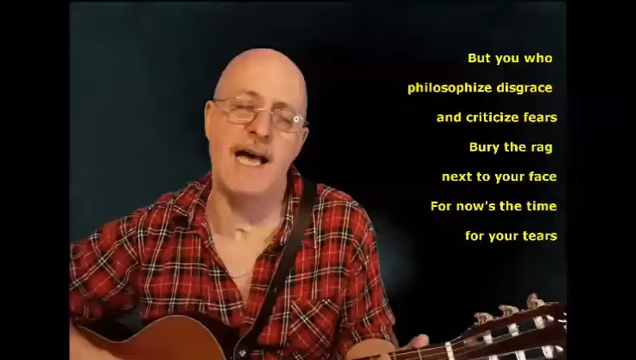 But you who
philosophize disgrace
and criticize fears
Bury the rag
next to your face
For now's the time
for your tears